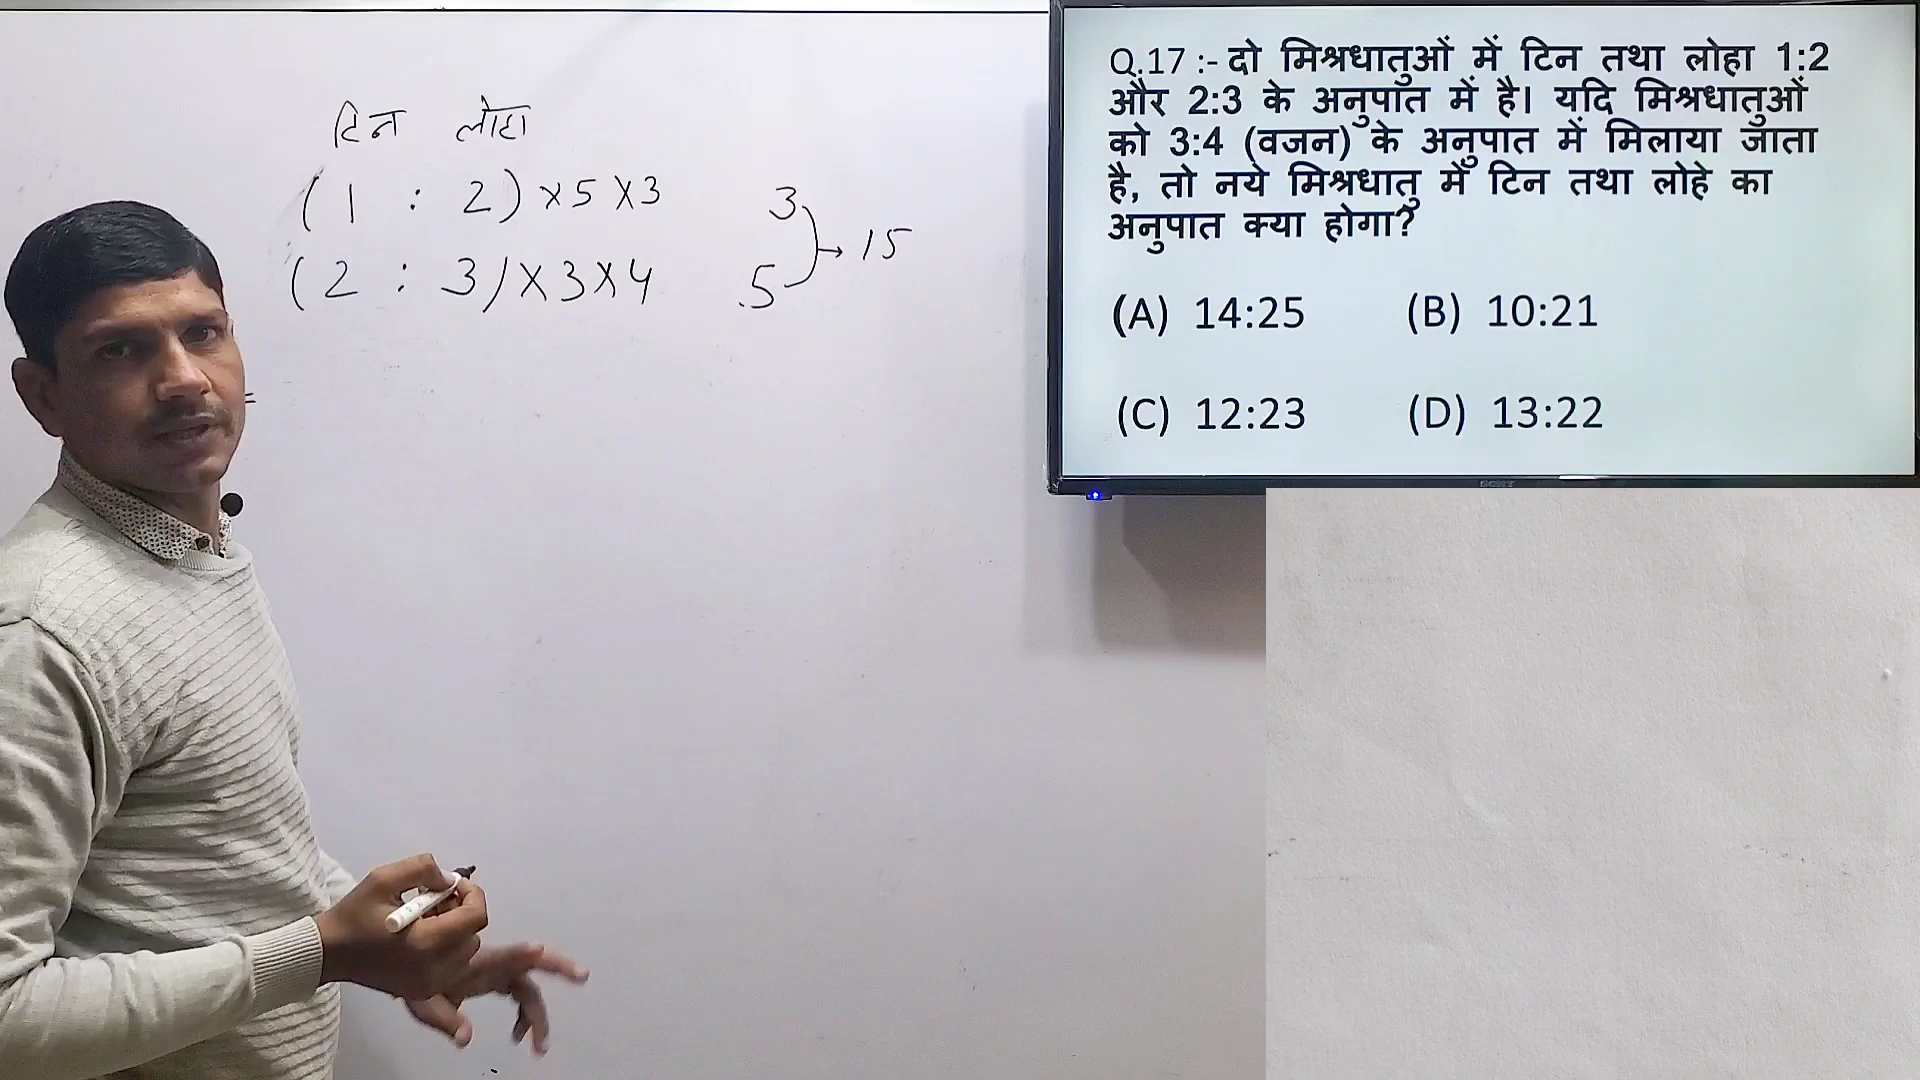 टिन लोहा
(1 : 2) x 5 x 3 3
(2 : 3) x 3 x 4 5
→ 15
Q.17 :- दो मिश्रधातुओं में टिन तथा लोहा 1:2
और 2:3 के अनुपात में है। यदि मिश्रधातुओं
को 3:4 (वजन) के अनुपात में मिलाया जाता
है, तो नये मिश्रधातु में टिन तथा लोहे का
अनुपात क्या होगा?
(A) 14:25 (B) 10:21
(C) 12:23 (D) 13:22
SONY